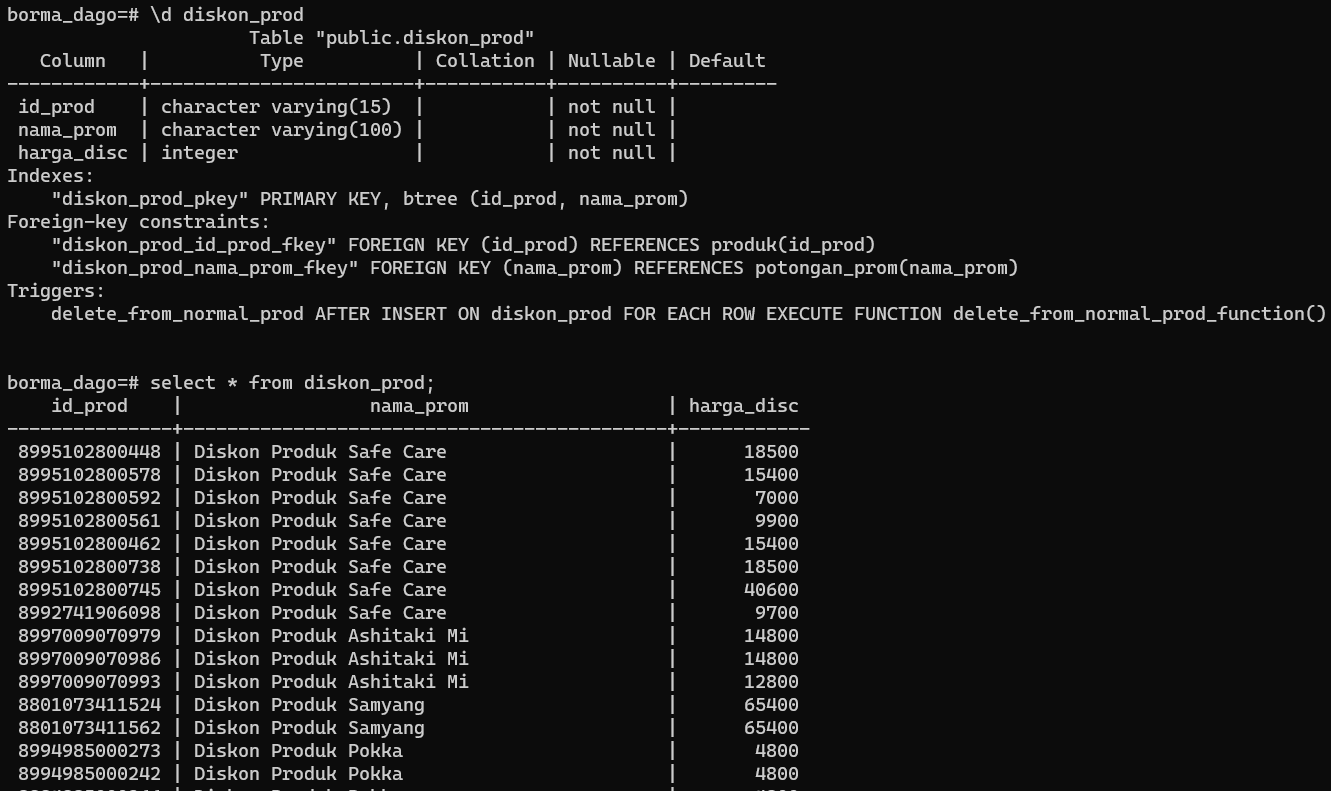 borma_dago=# \d diskon_prod
                      Table "public.diskon_prod"
   Column   |          Type          | Collation | Nullable | Default
------------+------------------------+-----------+----------+---------
 id_prod    | character varying(15)  |           | not null |
 nama_prom  | character varying(100) |           | not null |
 harga_disc | integer                |           | not null |
Indexes:
    "diskon_prod_pkey" PRIMARY KEY, btree (id_prod, nama_prom)
Foreign-key constraints:
    "diskon_prod_id_prod_fkey" FOREIGN KEY (id_prod) REFERENCES produk(id_prod)
    "diskon_prod_nama_prom_fkey" FOREIGN KEY (nama_prom) REFERENCES potongan_prom(nama_prom)
Triggers:
    delete_from_normal_prod AFTER INSERT ON diskon_prod FOR EACH ROW EXECUTE FUNCTION delete_from_normal_prod_function()
borma_dago=# select * from diskon_prod;
    id_prod    |                 nama_prom                  | harga_disc
---------------+--------------------------------------------+------------
 8995102800448 | Diskon Produk Safe Care                    |      18500
 8995102800578 | Diskon Produk Safe Care                    |      15400
 8995102800592 | Diskon Produk Safe Care                    |       7000
 8995102800561 | Diskon Produk Safe Care                    |       9900
 8995102800462 | Diskon Produk Safe Care                    |      15400
 8995102800738 | Diskon Produk Safe Care                    |      18500
 8995102800745 | Diskon Produk Safe Care                    |      40600
 8992741906098 | Diskon Produk Safe Care                    |       9700
 8997009070979 | Diskon Produk Ashitaki Mi                  |      14800
 8997009070986 | Diskon Produk Ashitaki Mi                  |      14800
 8997009070993 | Diskon Produk Ashitaki Mi                  |      12800
 8801073411524 | Diskon Produk Samyang                      |      65400
 8801073411562 | Diskon Produk Samyang                      |      65400
 8994985000273 | Diskon Produk Pokka                        |       4800
 8994985000242 | Diskon Produk Pokka                        |       4800